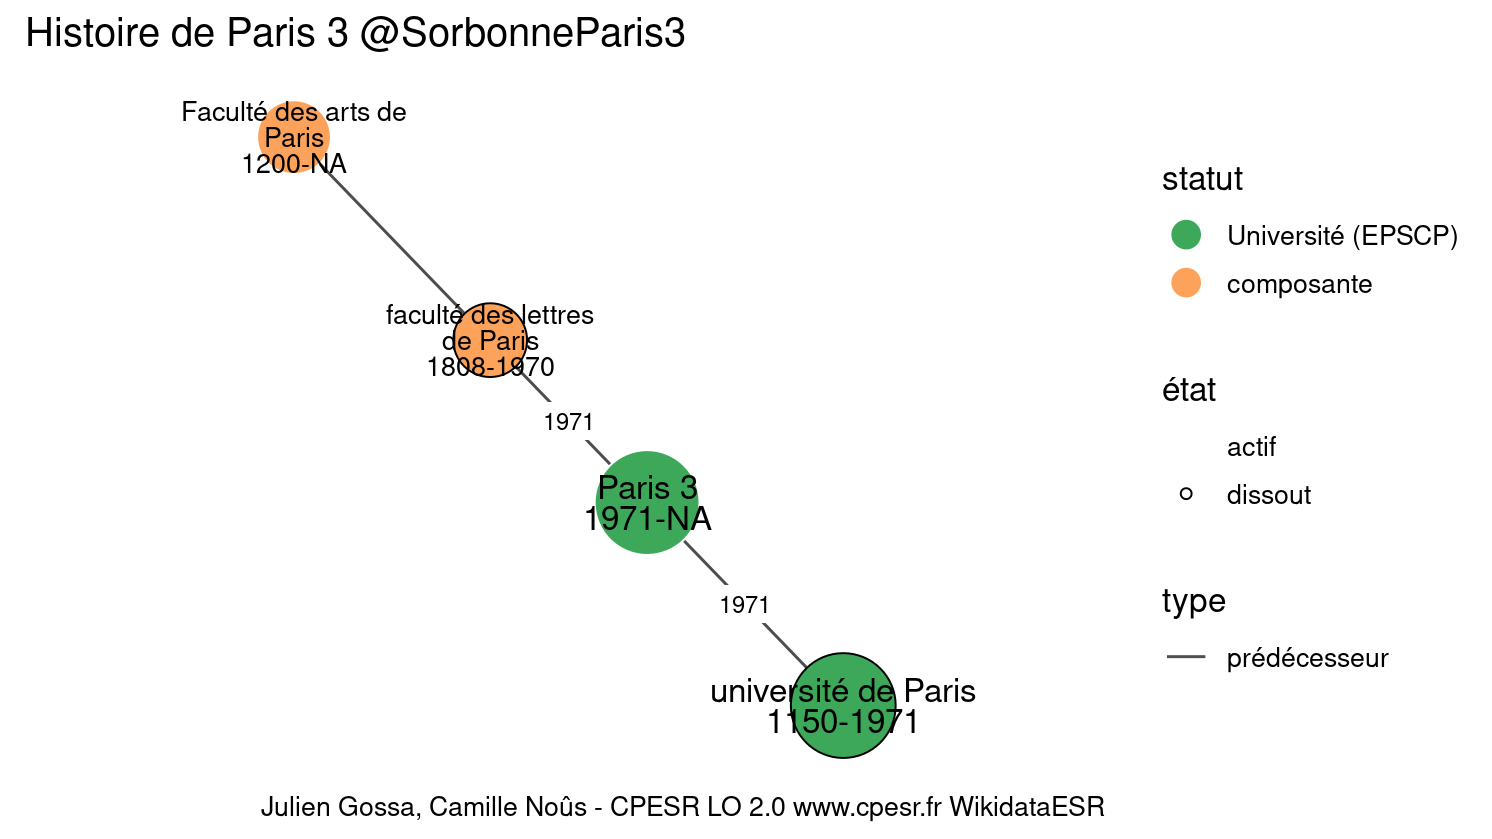 Histoire de Paris 3 @SorbonneParis3
Faculté des arts de
Paris
1200-NA
faculté des lettres
de Paris
1808-1970
1971
Paris 3
1971-NA
1971
université de Paris
1150-1971
statut
Université (EPSCP)
composante
état
actif
dissout
type
prédécesseur
Julien Gossa, Camille Noûs - CPESR LO 2.0 www.cpesr.fr WikidataESR